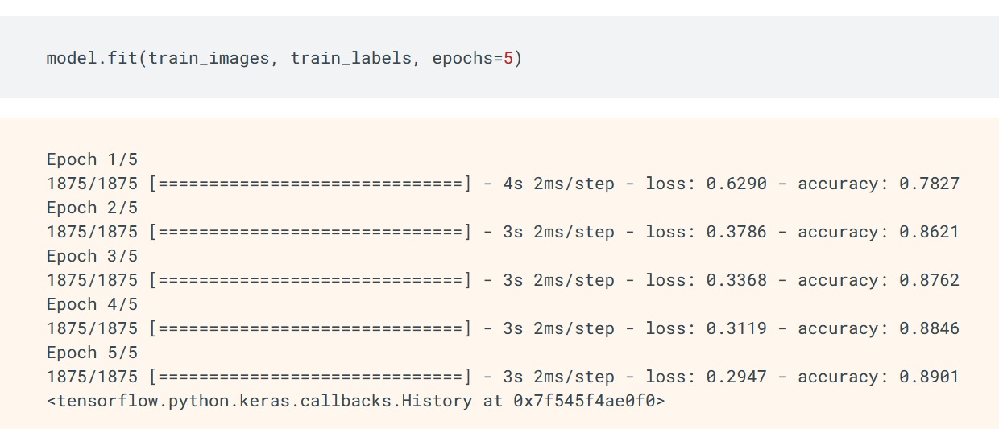 model.fit(train_images, train_labels, epochs=5)
Epoch 1/5
1875/1875 [==============================] - 4s 2ms/step - loss: 0.6290 - accuracy: 0.7827
Epoch 2/5
1875/1875 [==============================] - 3s 2ms/step - loss: 0.3786 - accuracy: 0.8621
Epoch 3/5
1875/1875 [==============================] - 3s 2ms/step - loss: 0.3368 - accuracy: 0.8762
Epoch 4/5
1875/1875 [==============================] - 3s 2ms/step - loss: 0.3119 - accuracy: 0.8846
Epoch 5/5
1875/1875 [==============================] - 3s 2ms/step - loss: 0.2947 - accuracy: 0.8901
<tensorflow.python.keras.callbacks.History at 0x7f545f4ae0f0>